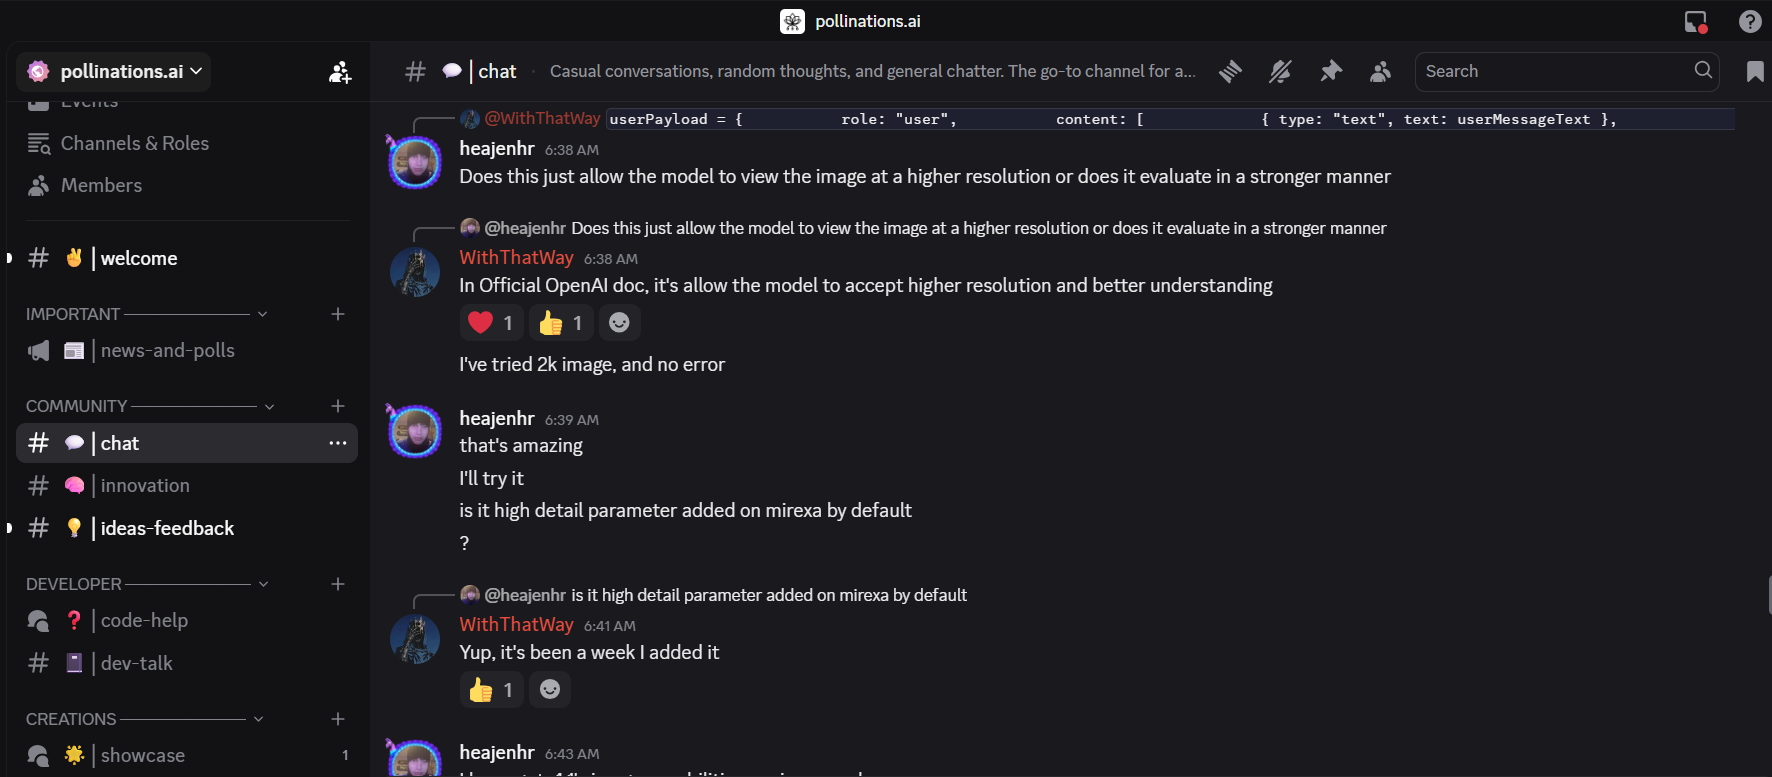 pollinations.ai
pollinations.ai
Events
Channels & Roles
Members
welcome
IMPORTANT
news-and-polls
COMMUNITY
chat
innovation
ideas-feedback
DEVELOPER
code-help
dev-talk
CREATIONS
showcase 1
chat
Casual conversations, random thoughts, and general chatter. The go-to channel for a...
Search
@WithThatWay userPayload = { role: "user", content: [ { type: "text", text: userMessageText },
heajenhr 6:38 AM
Does this just allow the model to view the image at a higher resolution or does it evaluate in a stronger manner
@heajenhr Does this just allow the model to view the image at a higher resolution or does it evaluate in a stronger manner
WithThatWay 6:38 AM
In Official OpenAI doc, it's allow the model to accept higher resolution and better understanding
1 1
I've tried 2k image, and no error
heajenhr 6:39 AM
that's amazing
I'll try it
is it high detail parameter added on mirexa by default
?
@heajenhr is it high detail parameter added on mirexa by default
WithThatWay 6:41 AM
Yup, it's been a week I added it
1
heajenhr 6:43 AM